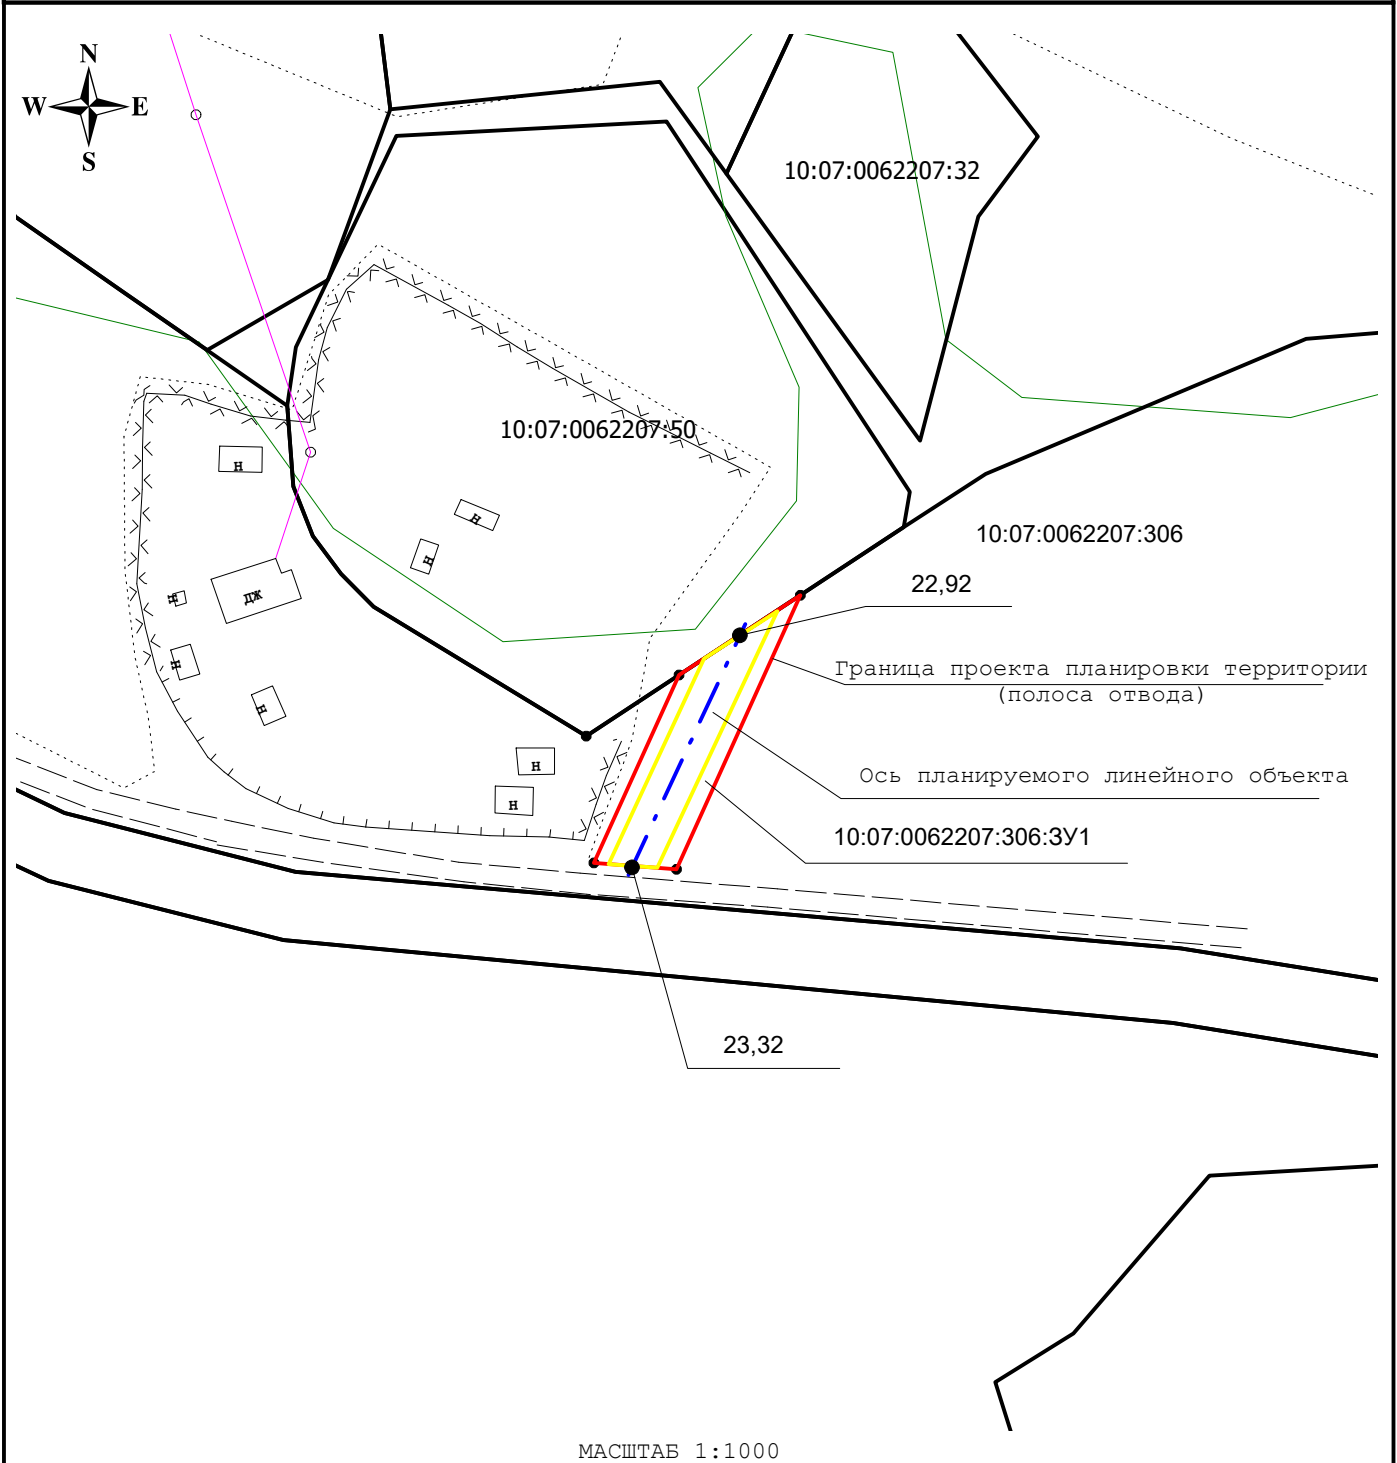 N
W E
S
10:07:0062207:32
10:07:0062207:50
н
н
н
10:07:0062207:306
22,92
н
дж
н
Граница проекта планировки территории
(полоса отвода)
н
н
Ось планируемого линейного объекта
н
10:07:0062207:306:ЗУ1
23,32
МАСШТАБ 1:1000